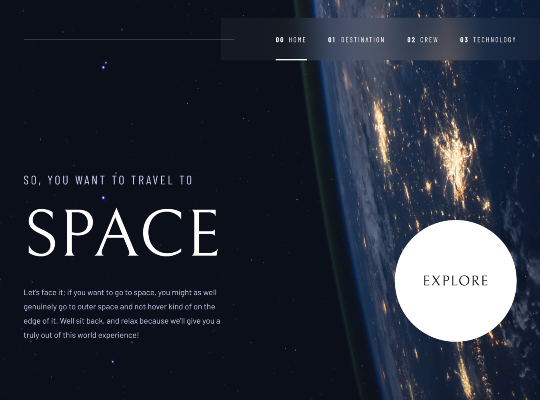 00 HOME 01 DESTINATION 02 CREW 03 TECHNOLOGY
SO, YOU WANT TO TRAVEL TO
SPACE
Let's face it; if you want to go to space, you might as well
genuinely go to outer space and not hover kind of on the
edge of it. Well sit back, and relax because we'll give you a
truly out of this world experience!
EXPLORE